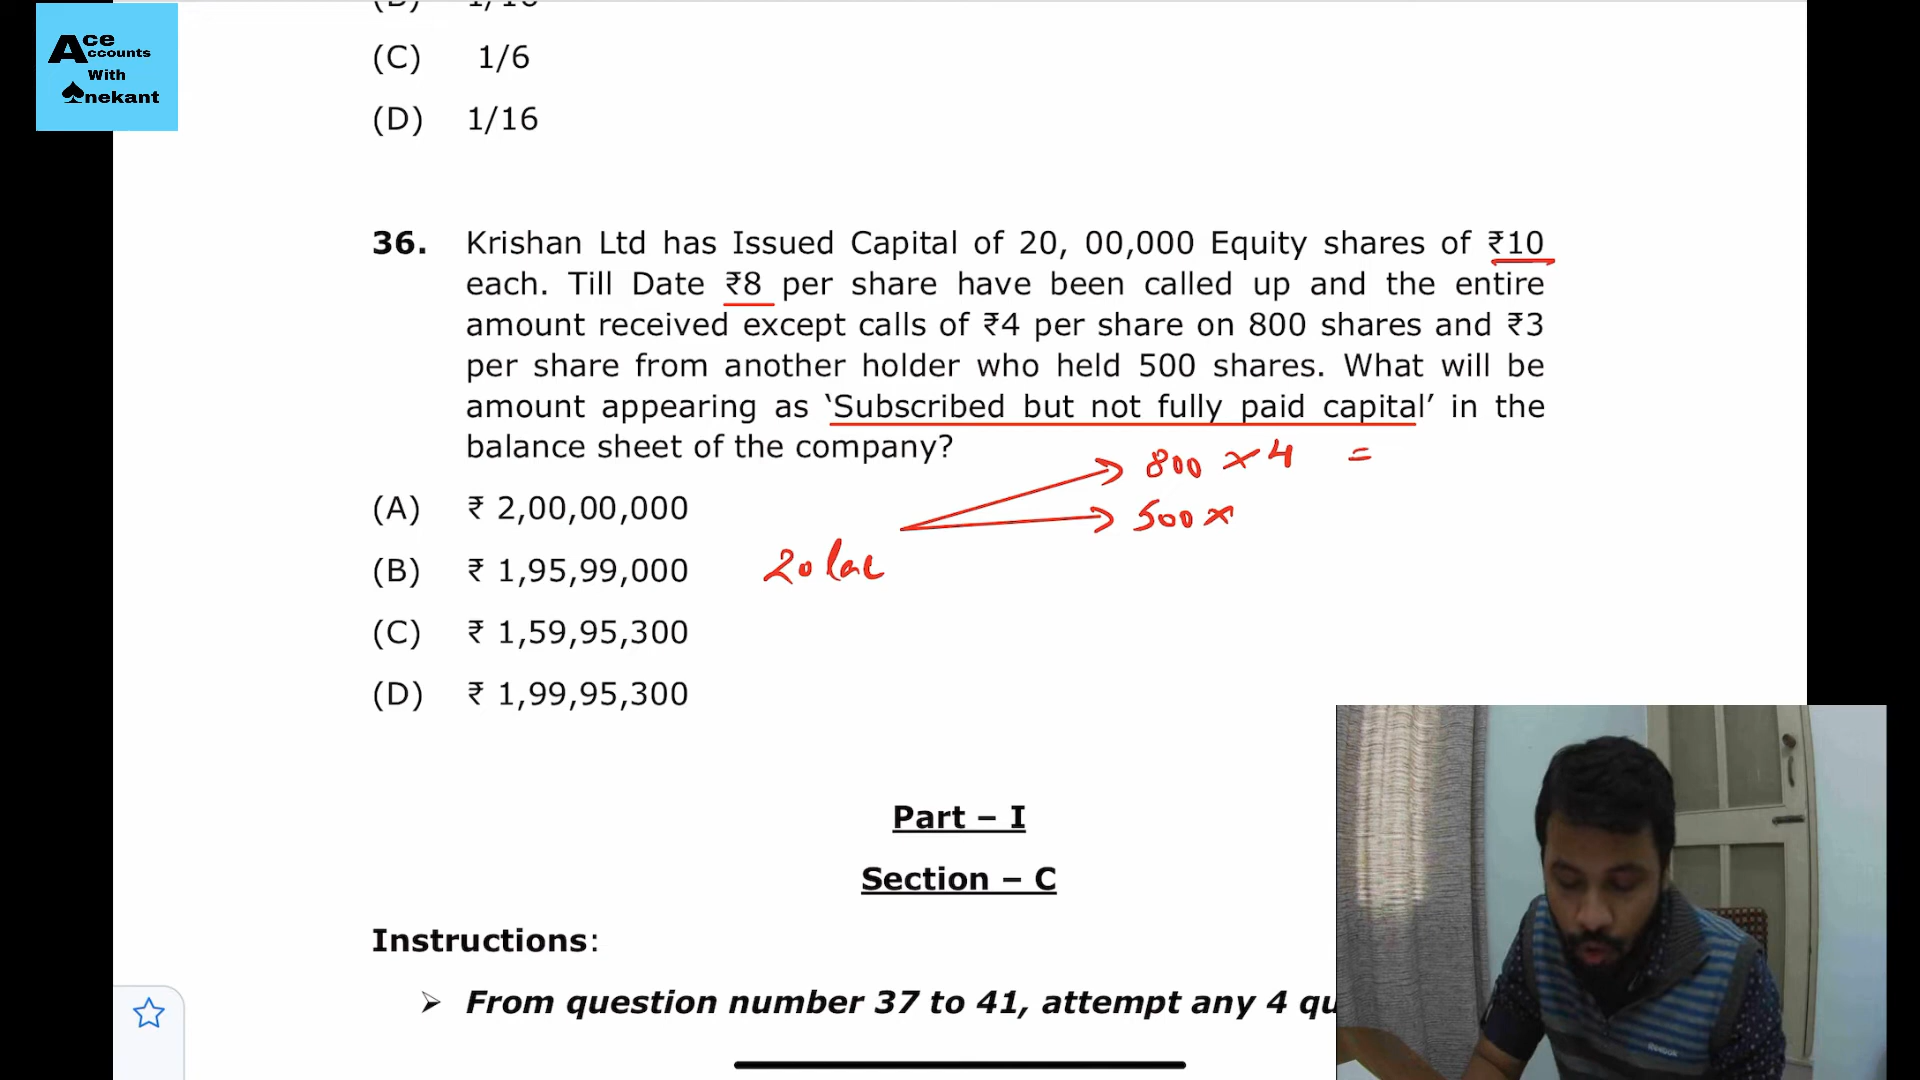 Ace
Accounts
With
Anekant
(C) 1/6
(D) 1/16
36. Krishan Ltd has Issued Capital of 20, 00,000 Equity shares of ₹10
each. Till Date ₹8 per share have been called up and the entire
amount received except calls of ₹4 per share on 800 shares and ₹3
per share from another holder who held 500 shares. What will be
amount appearing as ‘Subscribed but not fully paid capital’ in the
balance sheet of the company?
800 × 4 =
(A) ₹ 2,00,00,000
500 ×
(B) ₹ 1,95,99,000
20 lac
(C) ₹ 1,59,95,300
(D) ₹ 1,99,95,300
Part – I
Section – C
Instructions:
➢ From question number 37 to 41, attempt any 4 qu